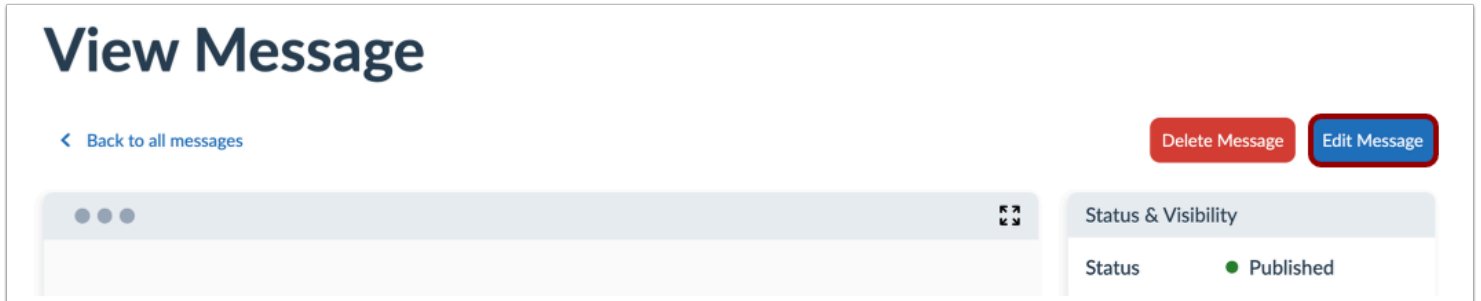 View Message
Back to all messages
Delete Message
Edit Message
Status & Visibility
Status
Published